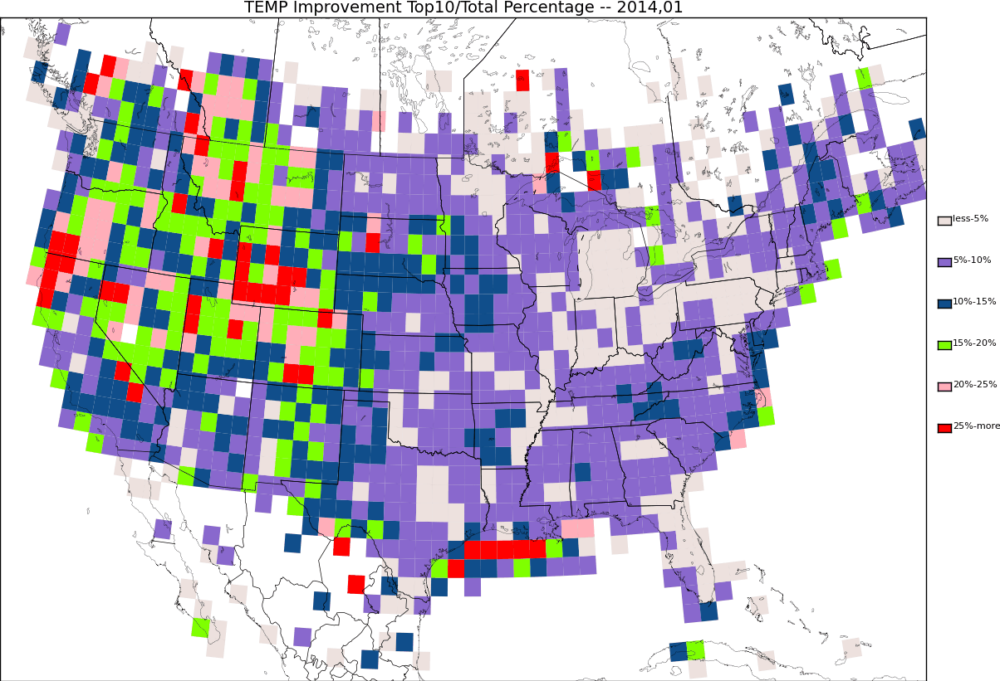 TEMP Improvement Top10/Total Percentage -- 2014,01
less-5%
5%-10%
10%-15%
15%-20%
20%-25%
25%-more